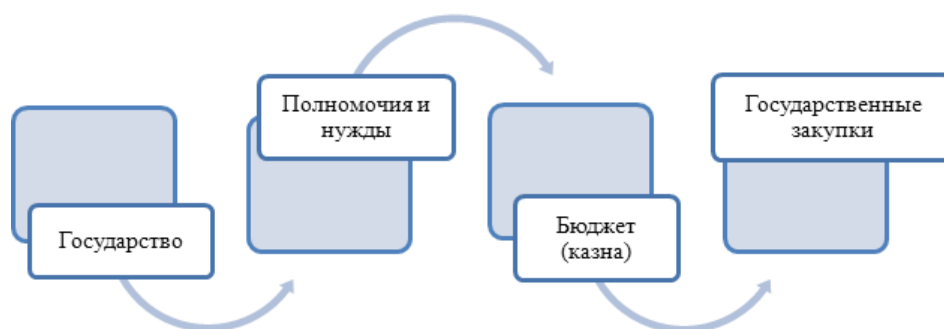 Государство
Полномочия и
нужды
Бюджет
(казна)
Государственные
закупки